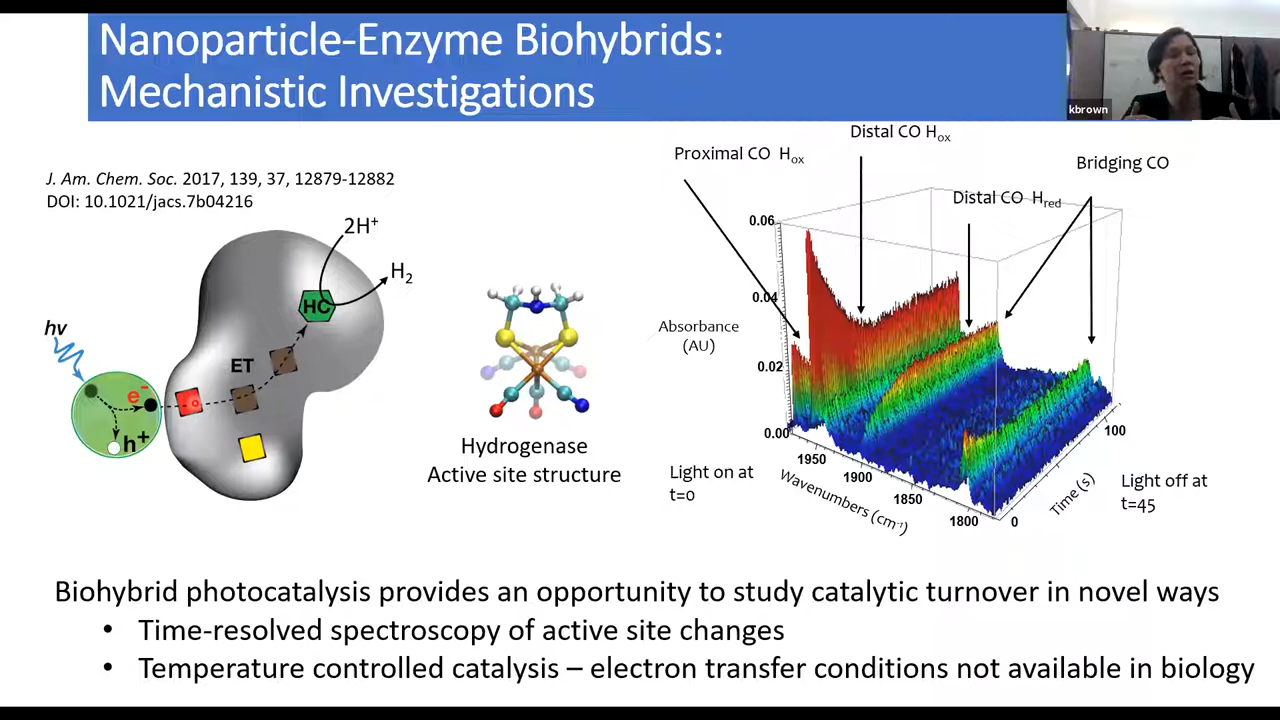 Nanoparticle-Enzyme Biohybrids:
Mechanistic Investigations
kbrown
J. Am. Chem. Soc. 2017, 139, 37, 12879-12882
DOI: 10.1021/jacs.7b04216
2H⁺
H₂
HC
hv
ET
e⁻
h⁺
Hydrogenase
Active site structure
Distal CO Hox
Proximal CO Hox
Bridging CO
Distal CO Hred
0.06
0.04
Absorbance
(AU)
0.02
0.00
1950
1900
1850
1800
Wavenumbers (cm⁻¹)
0
100
Time (s)
Light on at
t=0
Light off at
t=45
Biohybrid photocatalysis provides an opportunity to study catalytic turnover in novel ways
• Time-resolved spectroscopy of active site changes
• Temperature controlled catalysis – electron transfer conditions not available in biology